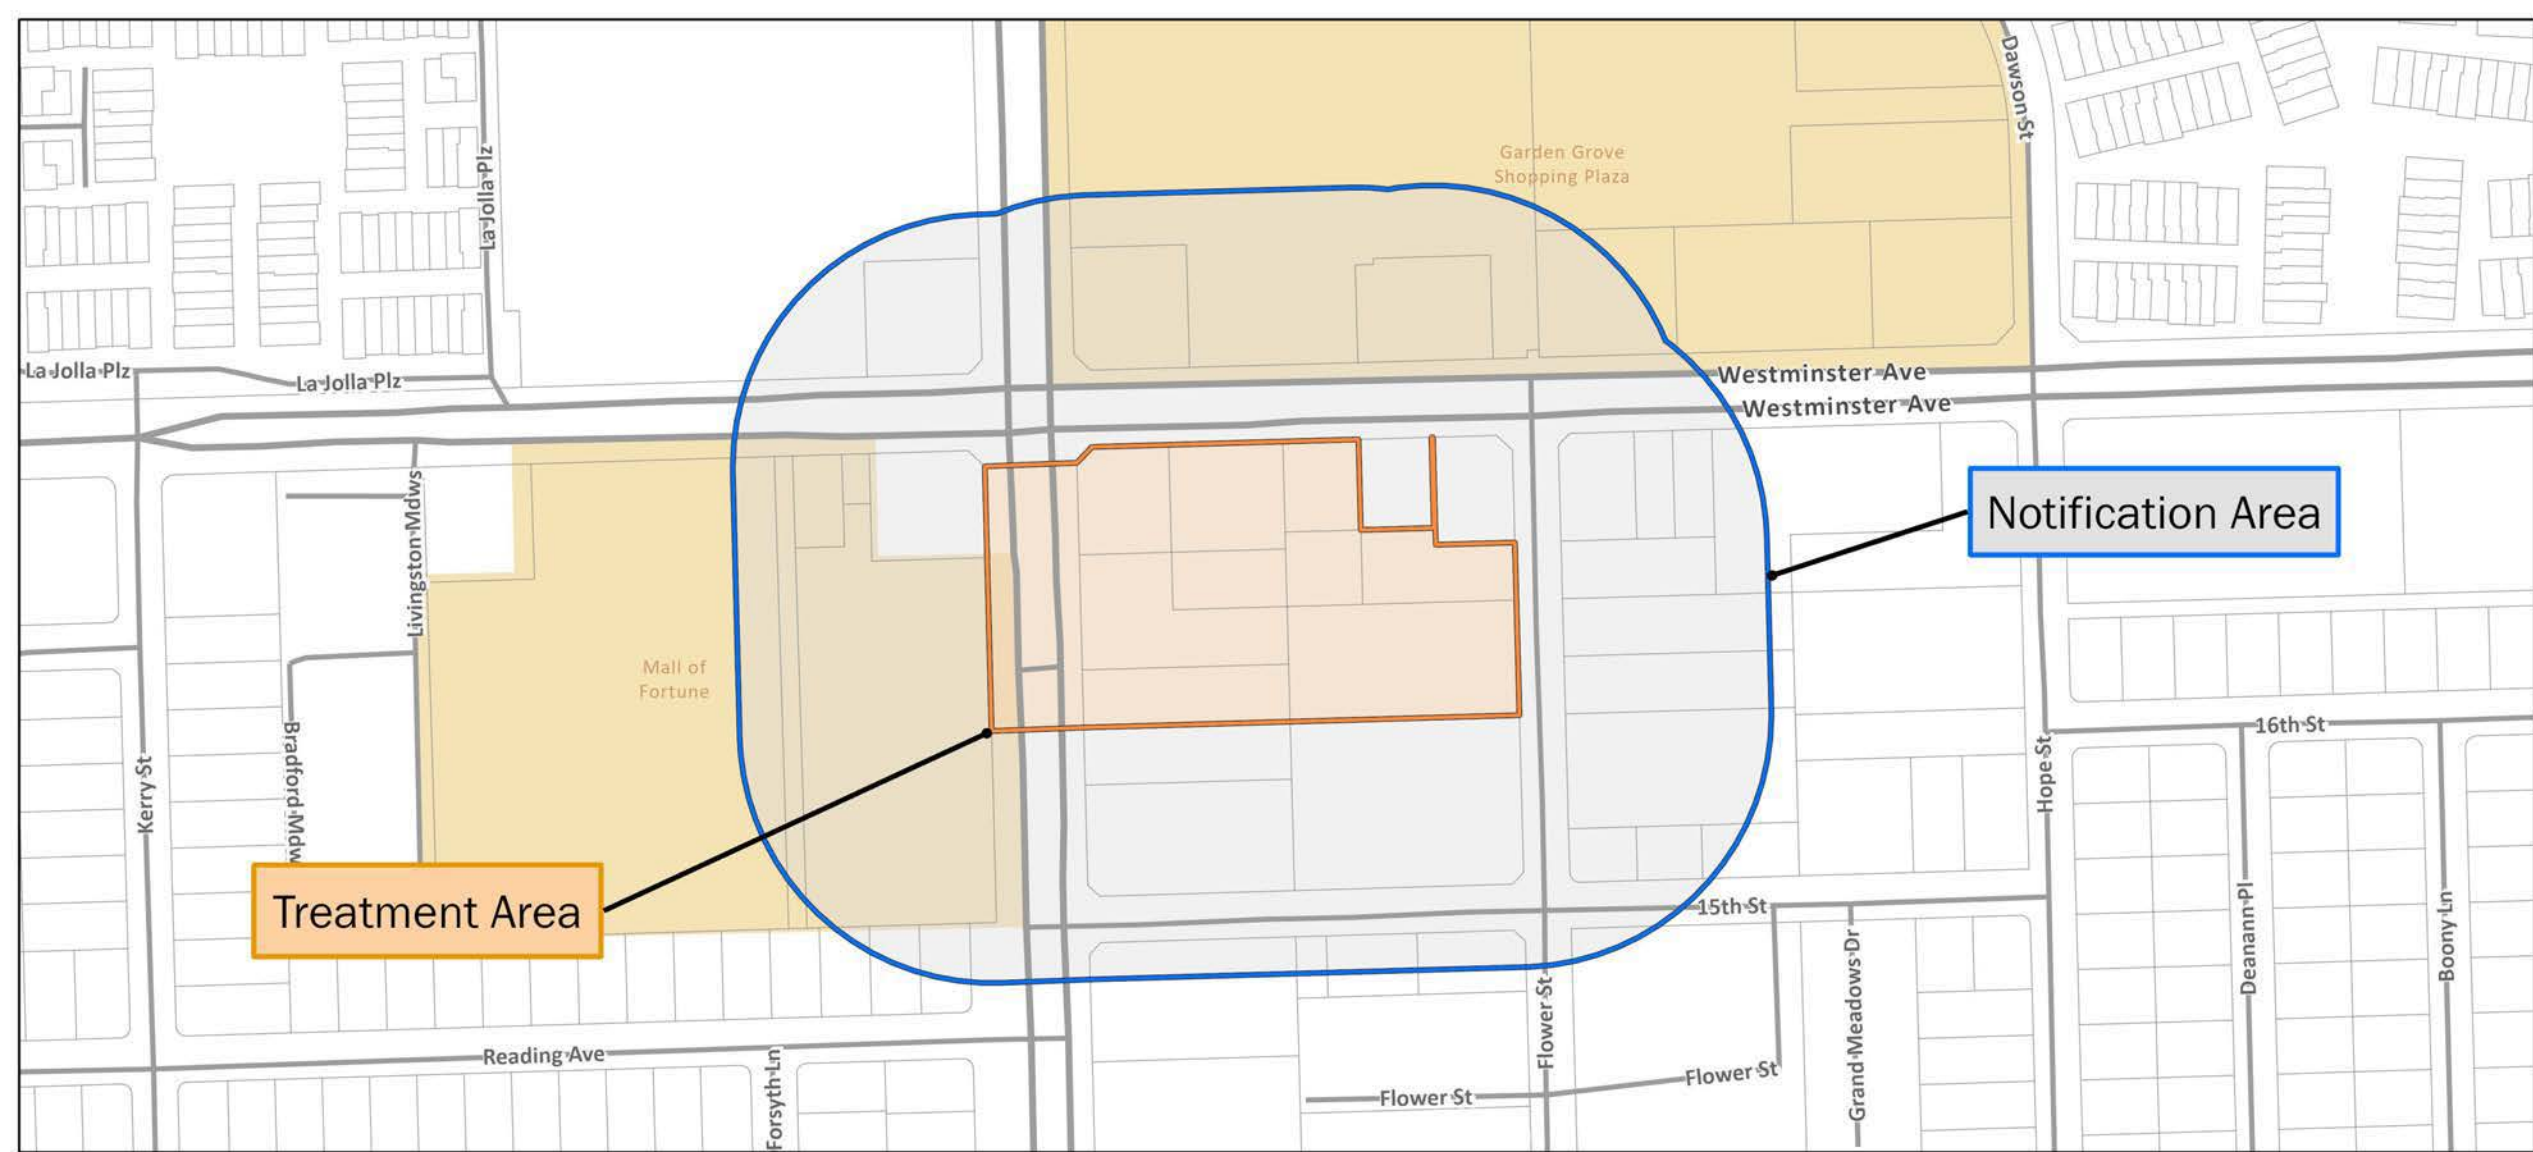 Dawson St
La Jolla Plz
Garden Grove
Shopping Plaza
La Jolla Plz
La Jolla Plz
Westminster Ave
Westminster Ave
Livingston Mdws
Notification Area
Mall of
Fortune
Bradford Mdw
Kerry St
Hope St
16th St
Treatment Area
15th St
Deanann Pl
Boony Ln
Grand Meadows Dr
Flower St
Reading Ave
Forsyth Ln
Flower St
Flower St